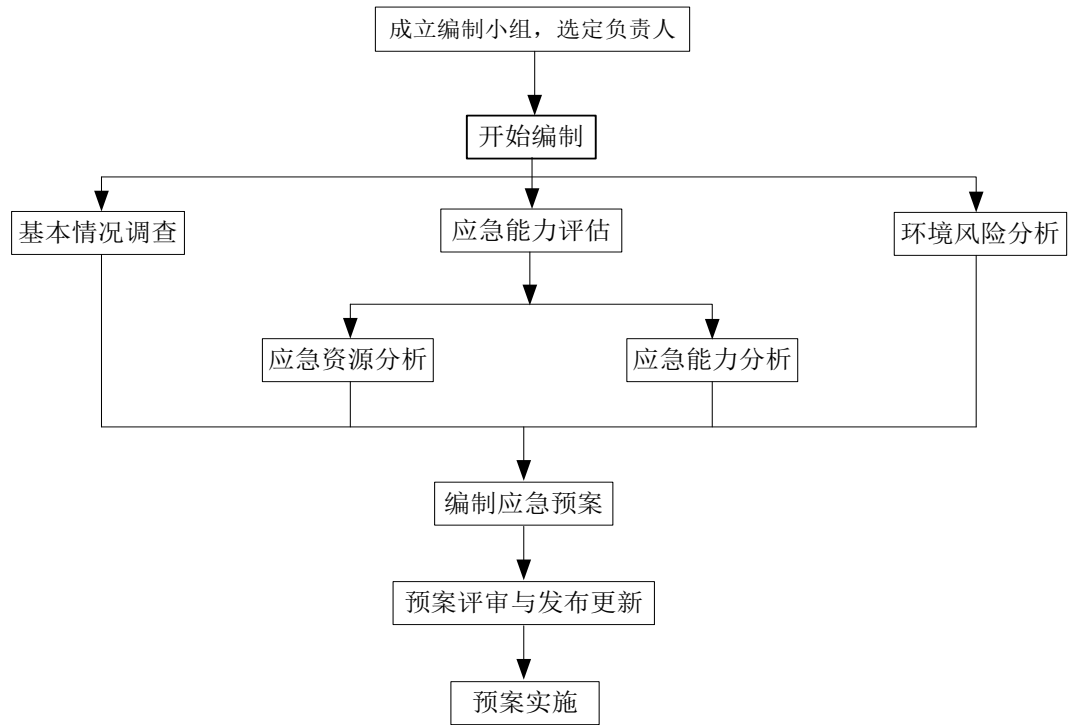 成立编制小组，选定负责人
开始编制
基本情况调查
应急能力评估
环境风险分析
应急资源分析
应急能力分析
编制应急预案
预案评审与发布更新
预案实施